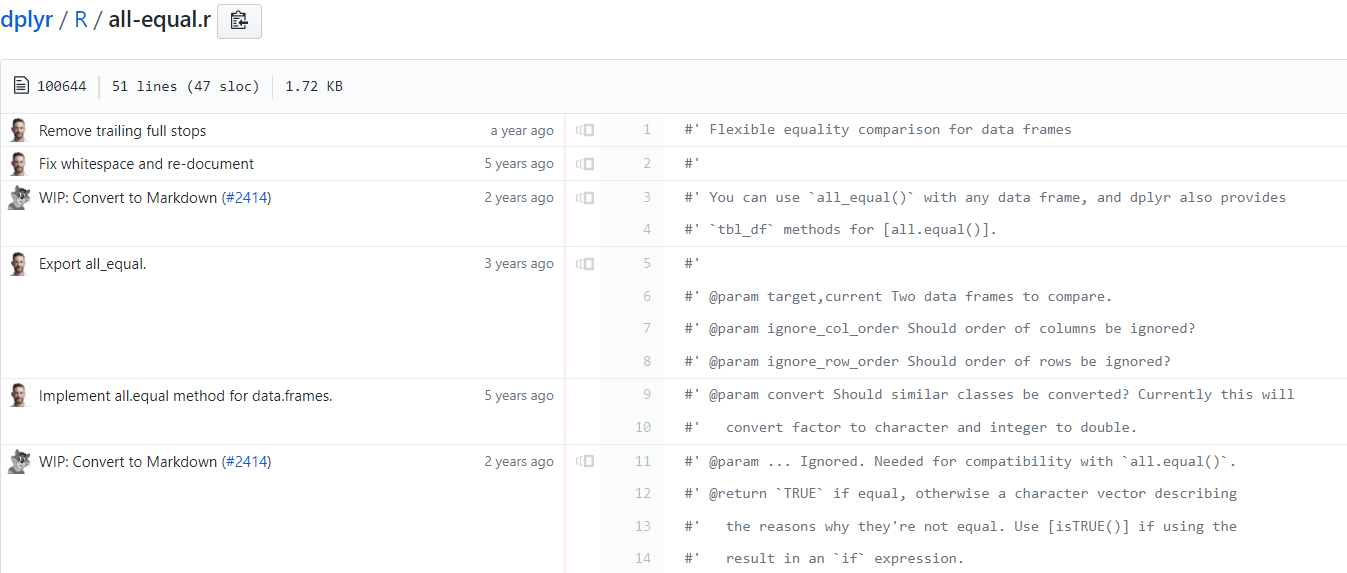 dplyr / R / all-equal.r
100644 51 lines (47 sloc) 1.72 KB
Remove trailing full stops a year ago 1 #' Flexible equality comparison for data frames
Fix whitespace and re-document 5 years ago 2 #'
WIP: Convert to Markdown (#2414) 2 years ago 3 #' You can use `all_equal()` with any data frame, and dplyr also provides
4 #' `tbl_df` methods for [all.equal()].
Export all_equal. 3 years ago 5 #'
6 #' @param target,current Two data frames to compare.
7 #' @param ignore_col_order Should order of columns be ignored?
8 #' @param ignore_row_order Should order of rows be ignored?
Implement all.equal method for data.frames. 5 years ago 9 #' @param convert Should similar classes be converted? Currently this will
10 #'   convert factor to character and integer to double.
WIP: Convert to Markdown (#2414) 2 years ago 11 #' @param ... Ignored. Needed for compatibility with `all.equal()`.
12 #' @return `TRUE` if equal, otherwise a character vector describing
13 #'   the reasons why they're not equal. Use [isTRUE()] if using the
14 #'   result in an `if` expression.